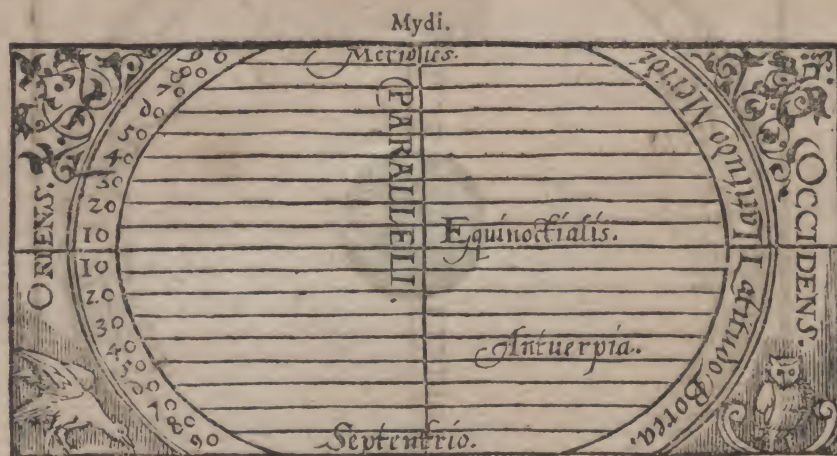 Mydi.
Meridies.
90
80
70
60
50
40
30
20
10
10
20
30
40
50
60
70
80
90
ORIENS.
PARALLELI.
Equinoctialis.
Antuerpia.
Septentrio.
Latitudo Meridi
Latitudo Borea.
OCCIDENS.